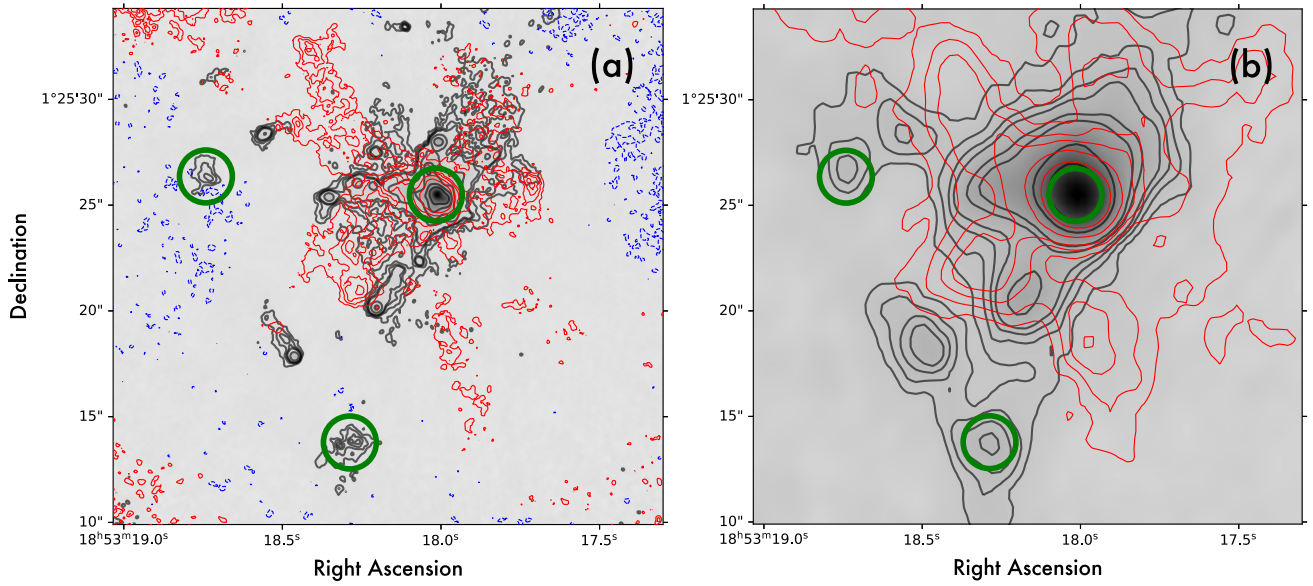 (a)
(b)
1°25'30"
25"
20"
15"
10"
Declination
18ʰ53ᵐ19.0ˢ
18.5ˢ
18.0ˢ
17.5ˢ
Right Ascension
1°25'30"
25"
20"
15"
10"
18ʰ53ᵐ19.0ˢ
18.5ˢ
18.0ˢ
17.5ˢ
Right Ascension